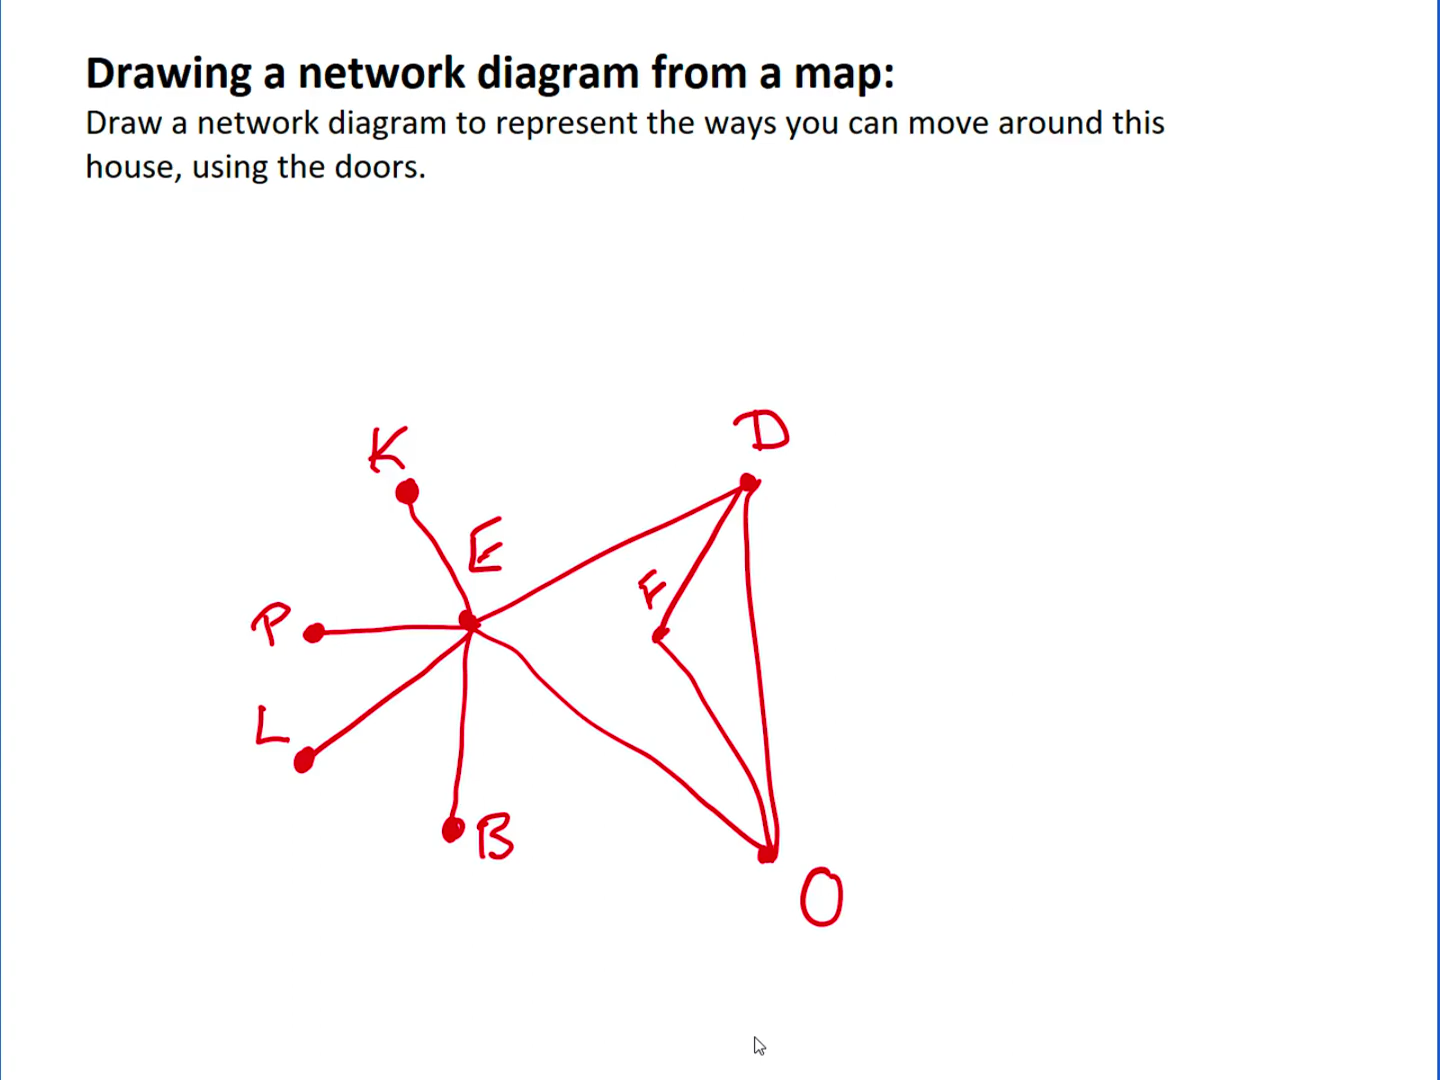 Drawing a network diagram from a map:
Draw a network diagram to represent the ways you can move around this
house, using the doors.
D
K
E
F
P
L
B
O